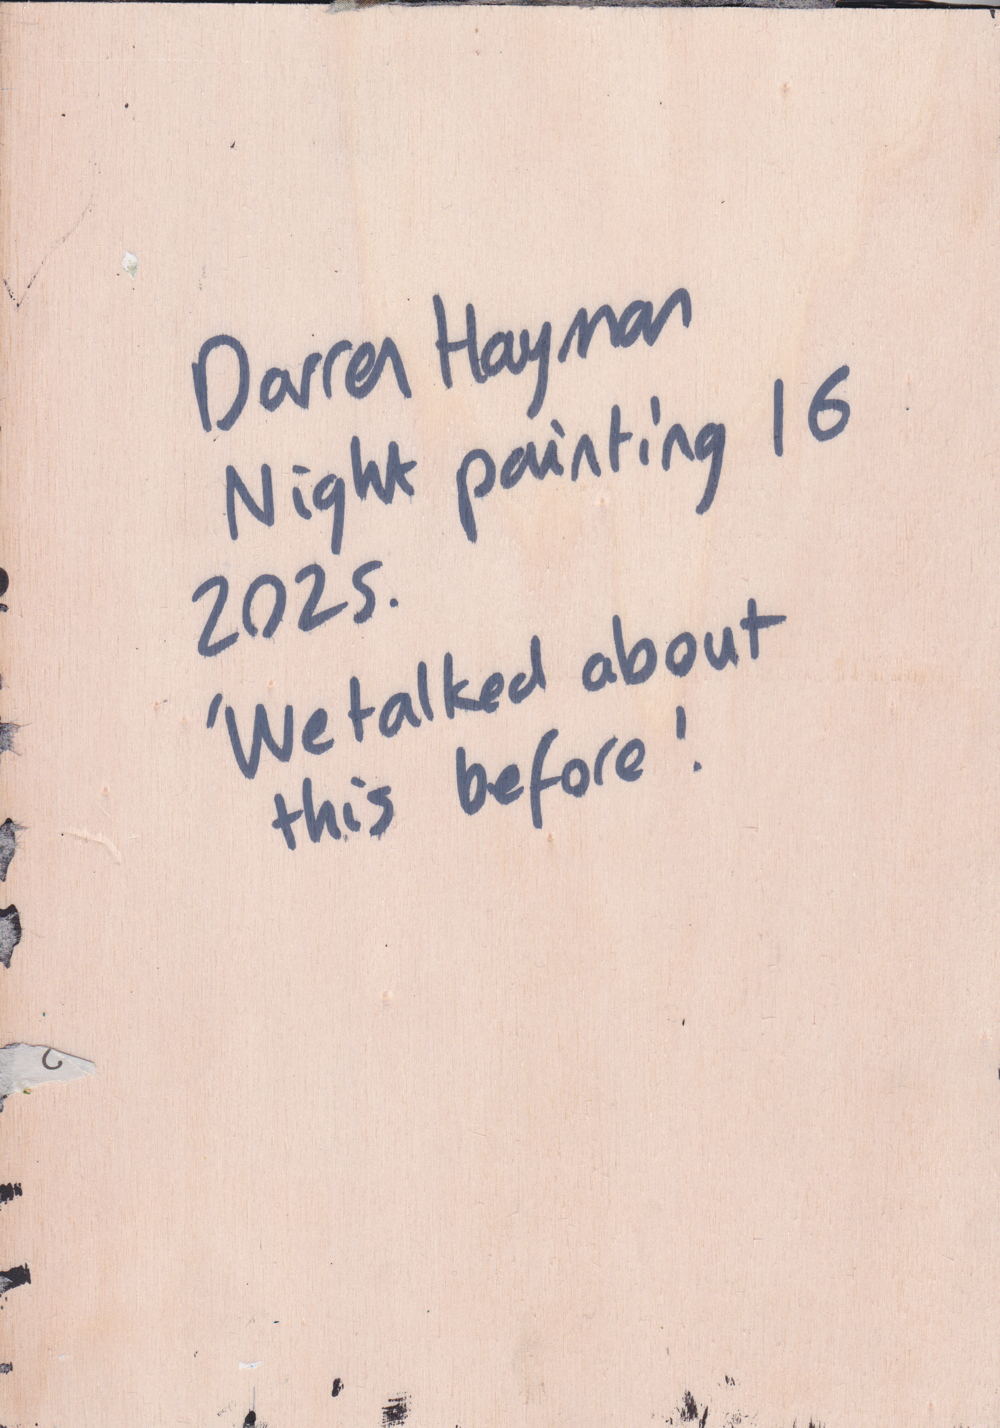 Darren Hayman
Night painting 16
2025.
'We talked about
this before'.